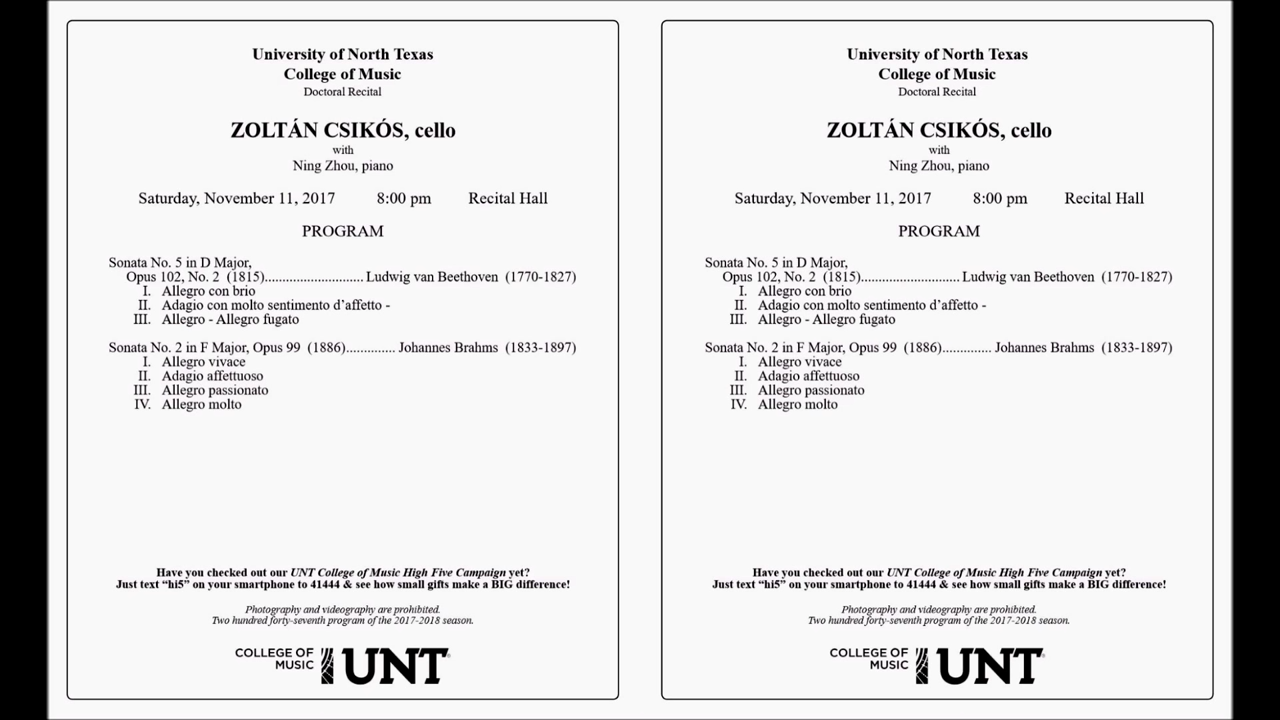 University of North Texas
College of Music
Doctoral Recital
ZOLTÁN CSIKÓS, cello
with
Ning Zhou, piano
Saturday, November 11, 2017 8:00 pm Recital Hall
PROGRAM
Sonata No. 5 in D Major,
Opus 102, No. 2 (1815)........................... Ludwig van Beethoven (1770-1827)
I. Allegro con brio
II. Adagio con molto sentimento d’affetto -
III. Allegro - Allegro fugato
Sonata No. 2 in F Major, Opus 99 (1886).............. Johannes Brahms (1833-1897)
I. Allegro vivace
II. Adagio affettuoso
III. Allegro passionato
IV. Allegro molto
Have you checked out our UNT College of Music High Five Campaign yet?
Just text “hi5” on your smartphone to 41444 & see how small gifts make a BIG difference!
Photography and videography are prohibited.
Two hundred forty-seventh program of the 2017-2018 season.
COLLEGE OF
MUSIC
UNT
University of North Texas
College of Music
Doctoral Recital
ZOLTÁN CSIKÓS, cello
with
Ning Zhou, piano
Saturday, November 11, 2017 8:00 pm Recital Hall
PROGRAM
Sonata No. 5 in D Major,
Opus 102, No. 2 (1815)........................... Ludwig van Beethoven (1770-1827)
I. Allegro con brio
II. Adagio con molto sentimento d’affetto -
III. Allegro - Allegro fugato
Sonata No. 2 in F Major, Opus 99 (1886).............. Johannes Brahms (1833-1897)
I. Allegro vivace
II. Adagio affettuoso
III. Allegro passionato
IV. Allegro molto
Have you checked out our UNT College of Music High Five Campaign yet?
Just text “hi5” on your smartphone to 41444 & see how small gifts make a BIG difference!
Photography and videography are prohibited.
Two hundred forty-seventh program of the 2017-2018 season.
COLLEGE OF
MUSIC
UNT